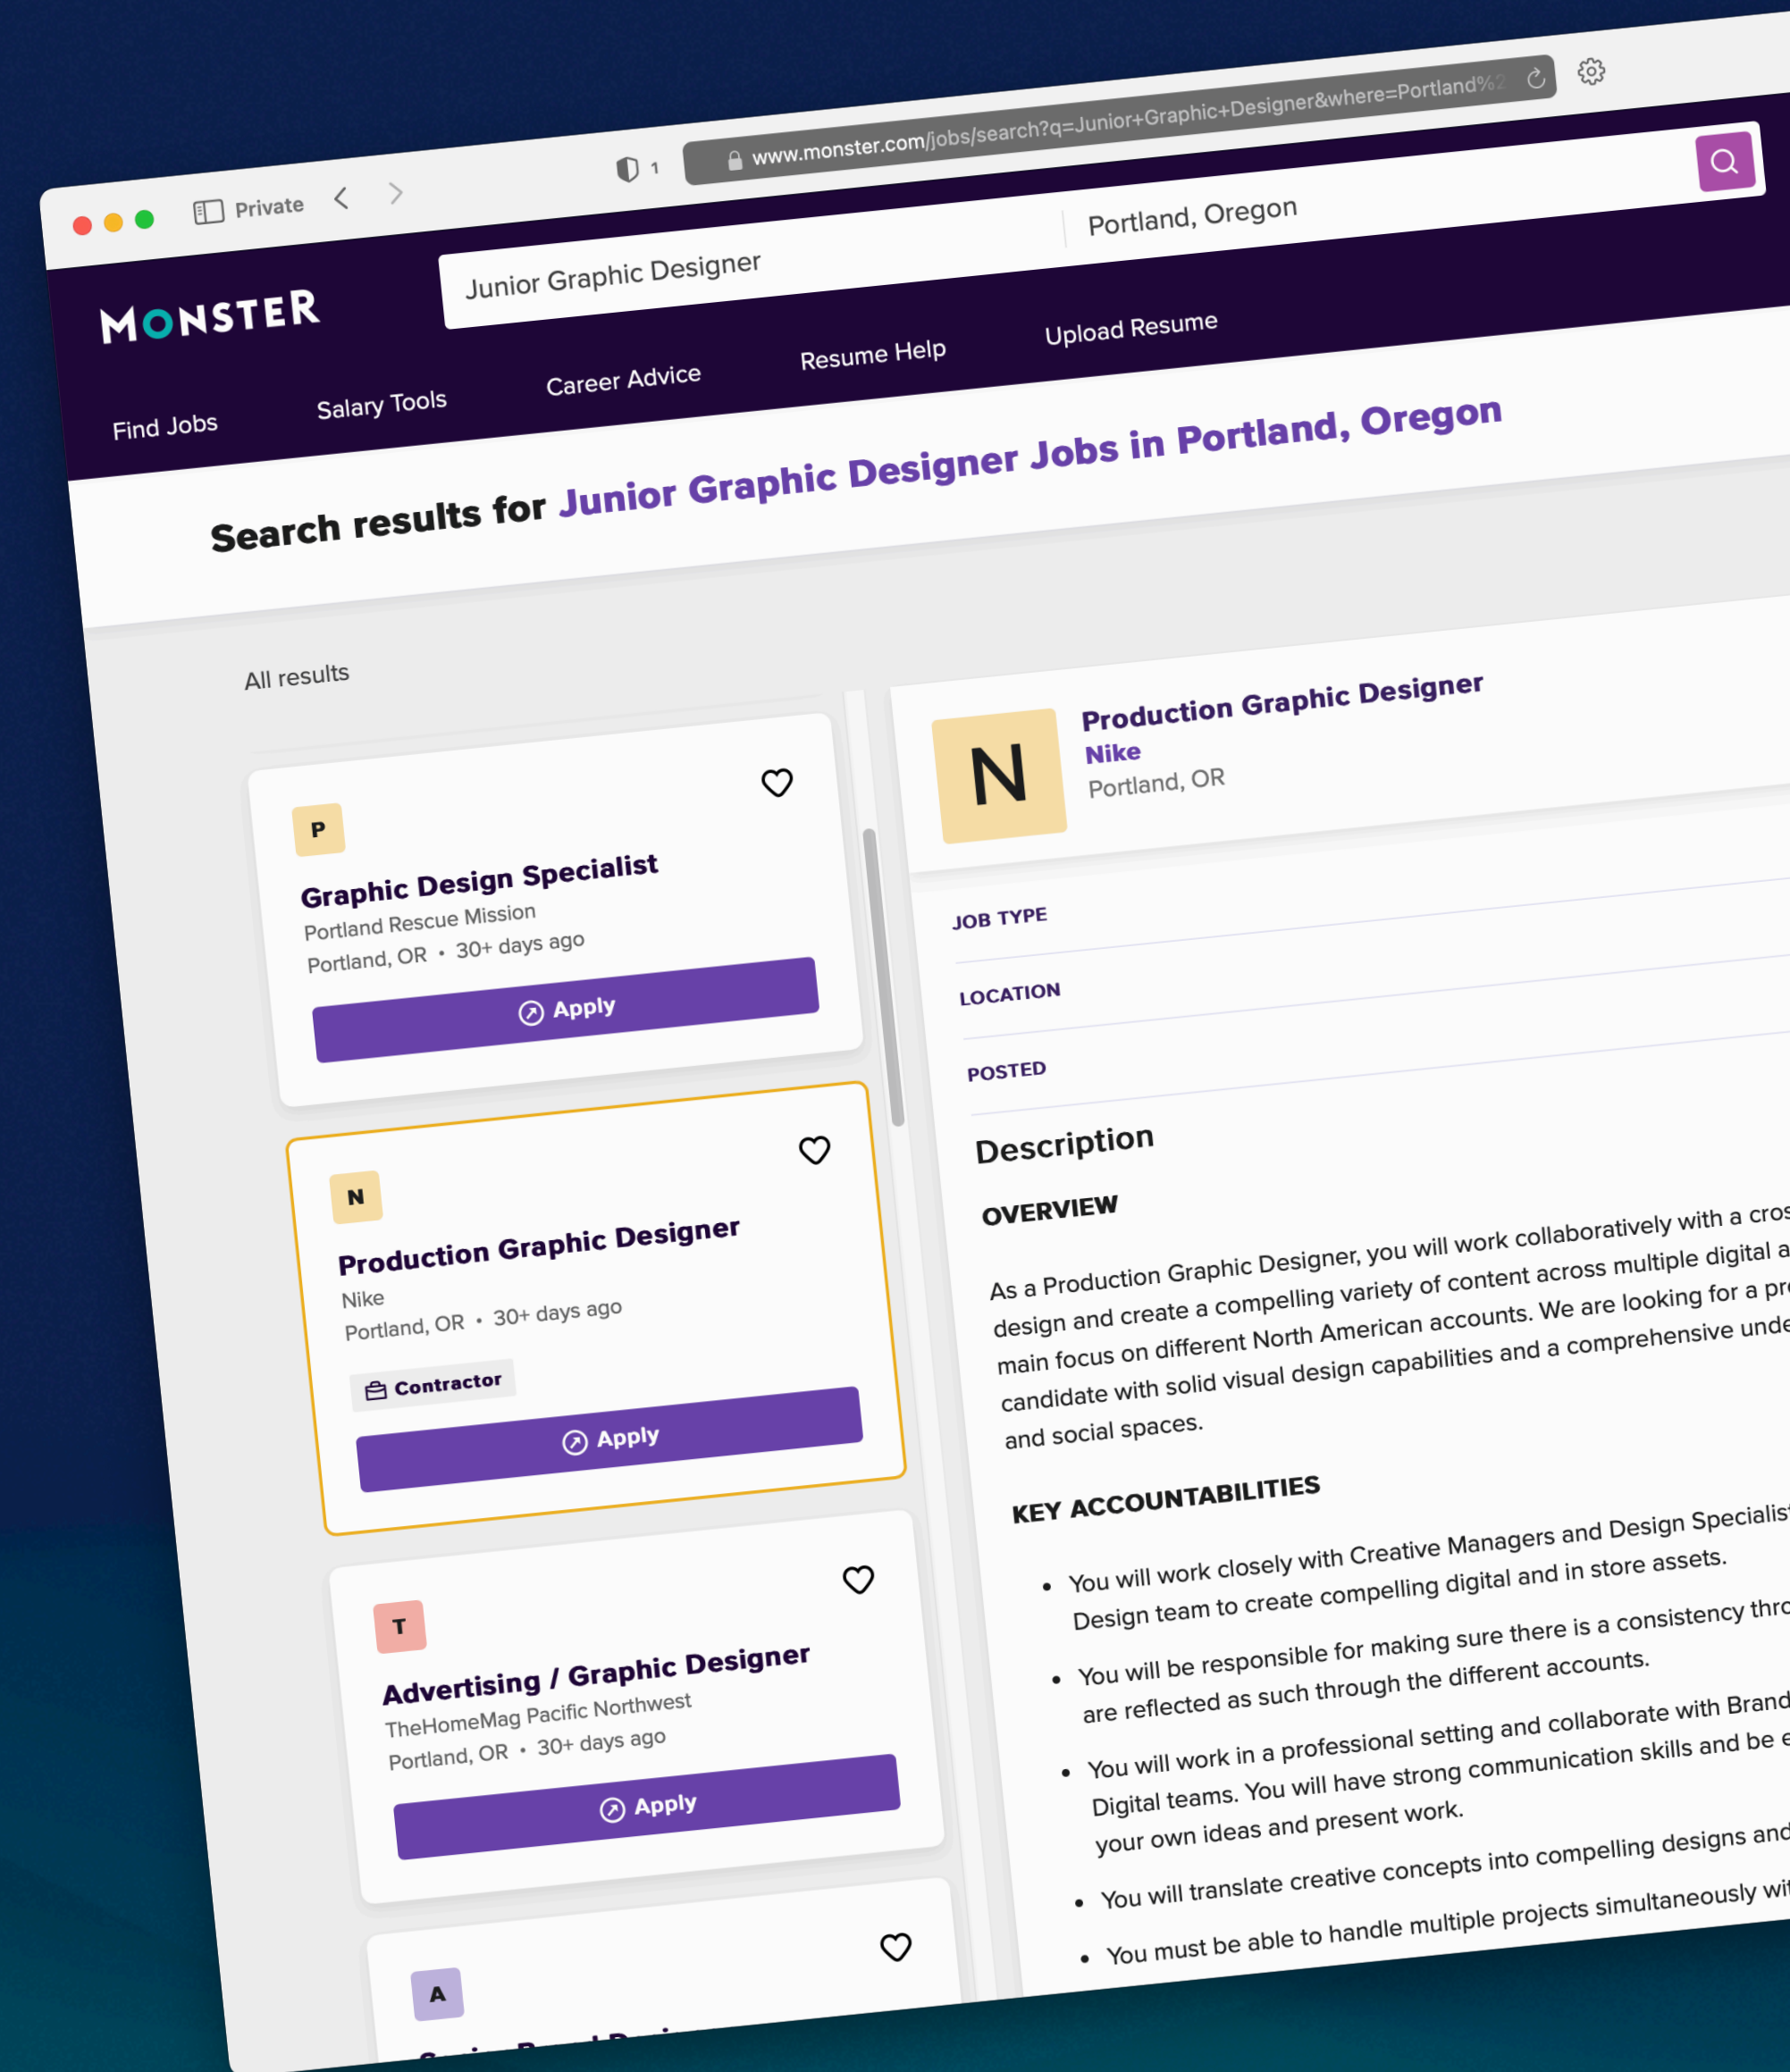 Private
1
www.monster.com/jobs/search?q=Junior+Graphic+Designer&where=Portland%2
MONSTER
Junior Graphic Designer
Portland, Oregon
Find Jobs
Salary Tools
Career Advice
Resume Help
Upload Resume
Search results for Junior Graphic Designer Jobs in Portland, Oregon
All results
P
Graphic Design Specialist
Portland Rescue Mission
Portland, OR • 30+ days ago
Apply
N
Production Graphic Designer
Nike
Portland, OR • 30+ days ago
Contractor
Apply
T
Advertising / Graphic Designer
TheHomeMag Pacific Northwest
Portland, OR • 30+ days ago
Apply
A
N
Production Graphic Designer
Nike
Portland, OR
JOB TYPE
LOCATION
POSTED
Description
OVERVIEW
As a Production Graphic Designer, you will work collaboratively with a cros
design and create a compelling variety of content across multiple digital a
main focus on different North American accounts. We are looking for a pr
candidate with solid visual design capabilities and a comprehensive unde
and social spaces.
KEY ACCOUNTABILITIES
• You will work closely with Creative Managers and Design Specialist
Design team to create compelling digital and in store assets.
• You will be responsible for making sure there is a consistency thro
are reflected as such through the different accounts.
• You will work in a professional setting and collaborate with Brand
Digital teams. You will have strong communication skills and be e
your own ideas and present work.
• You will translate creative concepts into compelling designs and
• You must be able to handle multiple projects simultaneously wit